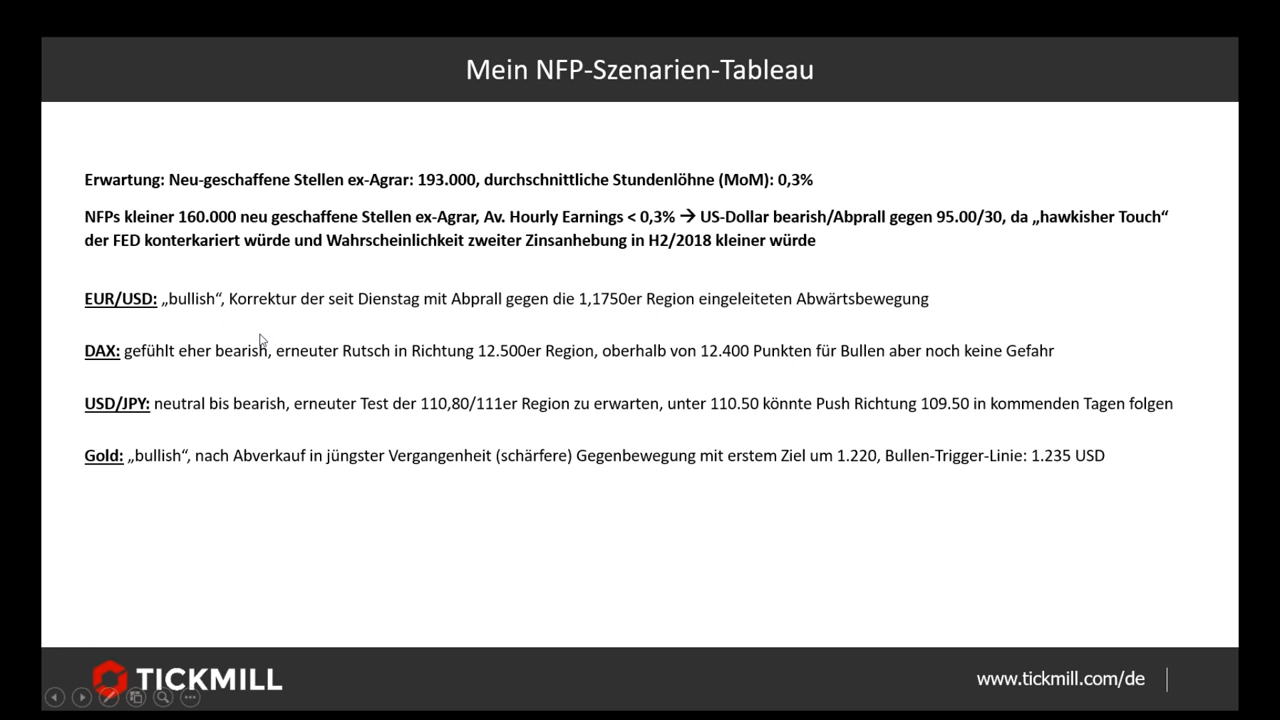 Mein NFP-Szenarien-Tableau
Erwartung: Neu-geschaffene Stellen ex-Agrar: 193.000, durchschnittliche Stundenlöhne (MoM): 0,3%
NFPs kleiner 160.000 neu geschaffene Stellen ex-Agrar, Av. Hourly Earnings < 0,3% → US-Dollar bearish/Abprall gegen 95.00/30, da „hawkisher Touch“
der FED konterkariert würde und Wahrscheinlichkeit zweiter Zinsanhebung in H2/2018 kleiner würde
EUR/USD: „bullish“, Korrektur der seit Dienstag mit Abprall gegen die 1,1750er Region eingeleiteten Abwärtsbewegung
DAX: gefühlt eher bearish, erneuter Rutsch in Richtung 12.500er Region, oberhalb von 12.400 Punkten für Bullen aber noch keine Gefahr
USD/JPY: neutral bis bearish, erneuter Test der 110,80/111er Region zu erwarten, unter 110.50 könnte Push Richtung 109.50 in kommenden Tagen folgen
Gold: „bullish“, nach Abverkauf in jüngster Vergangenheit (schärfere) Gegenbewegung mit erstem Ziel um 1.220, Bullen-Trigger-Linie: 1.235 USD
TICKMILL
www.tickmill.com/de